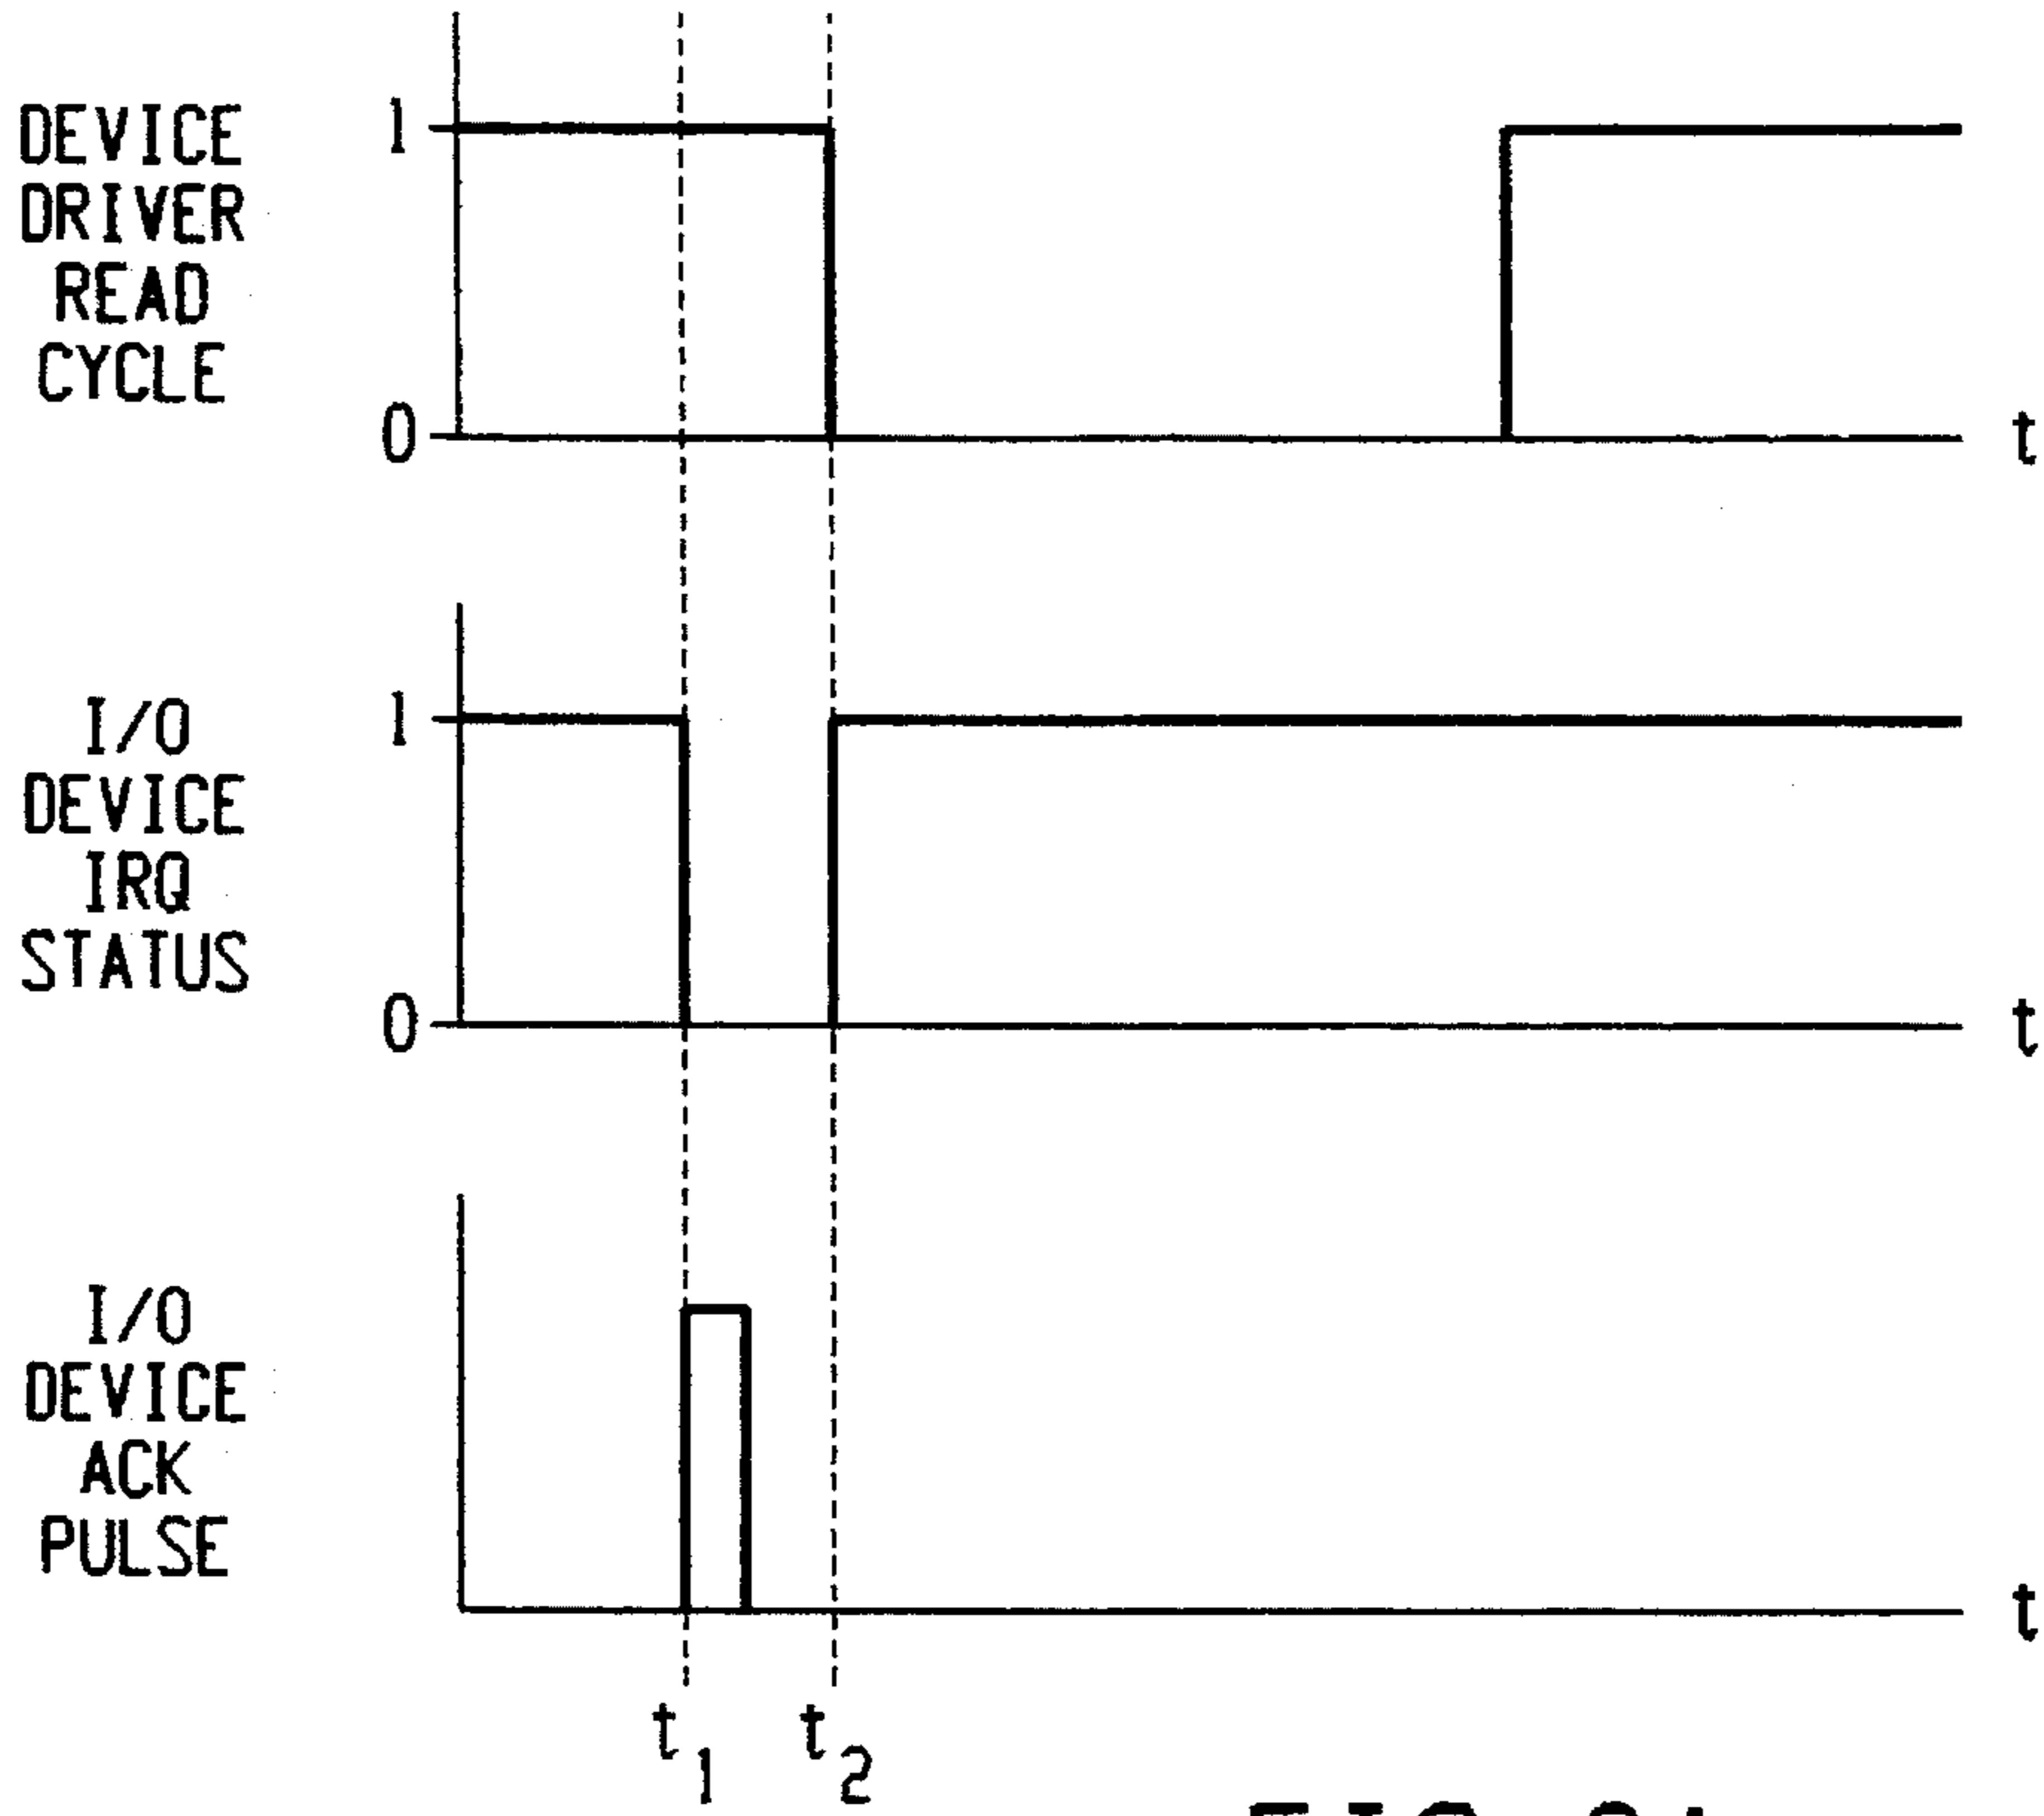 DEVICE
DRIVER
READ
CYCLE
1
0
t
I/O
DEVICE
IRQ
STATUS
1
0
t
I/O
DEVICE
ACK
PULSE
t
t1
t2